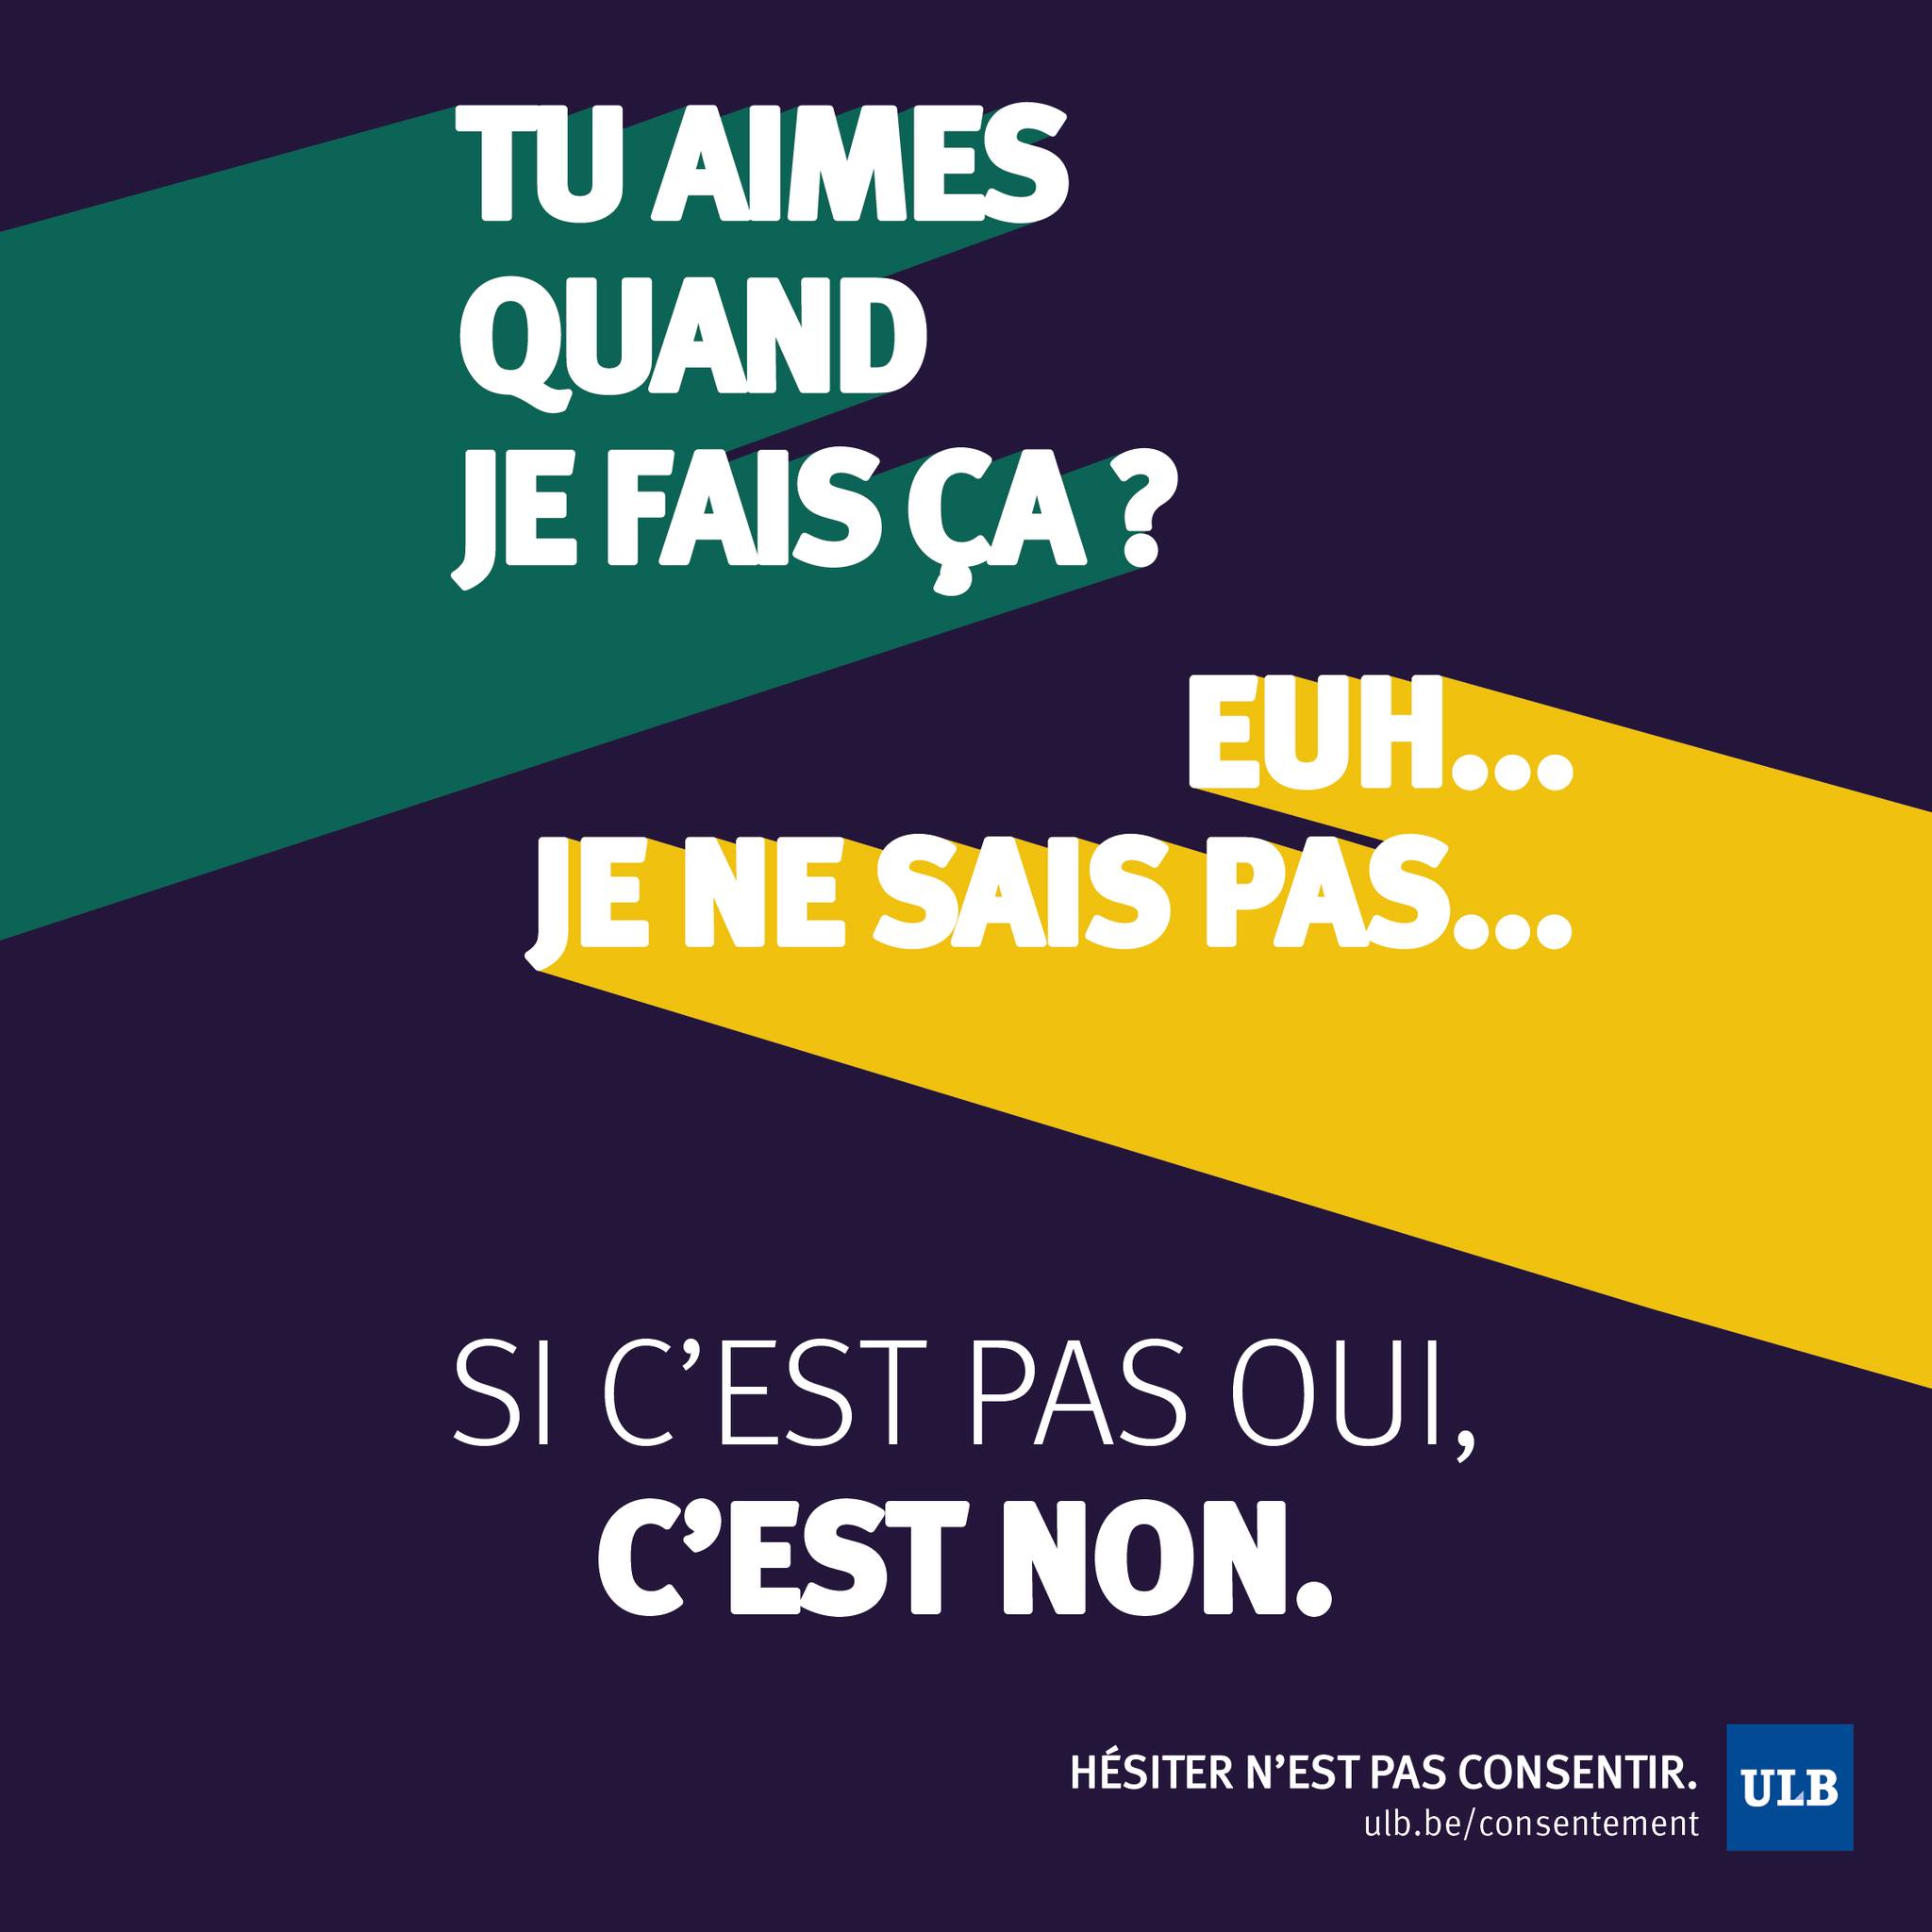 TU AIMES
QUAND
JE FAIS ÇA ?
EUH...
JE NE SAIS PAS...
SI C’EST PAS OUI,
C’EST NON.
HÉSITER N’EST PAS CONSENTIR.
ulb.be/consentement
ULB